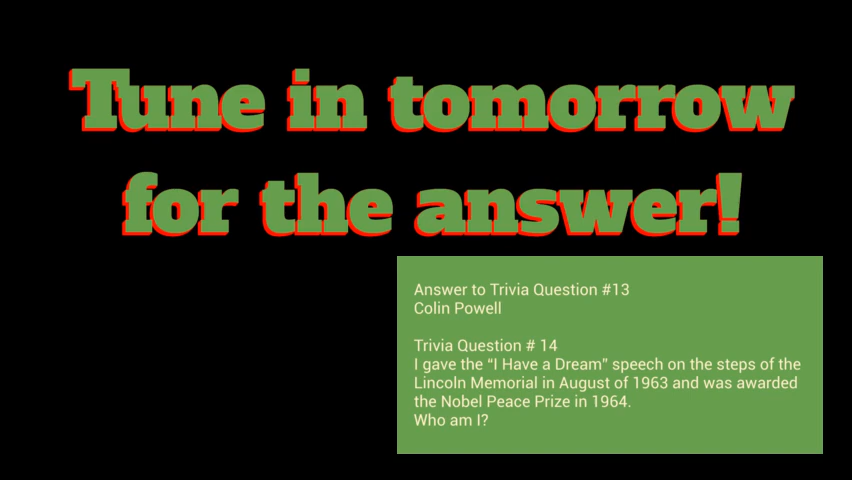 Tune in tomorrow
for the answer!
Answer to Trivia Question #13
Colin Powell
Trivia Question # 14
I gave the “I Have a Dream” speech on the steps of the
Lincoln Memorial in August of 1963 and was awarded
the Nobel Peace Prize in 1964.
Who am I?